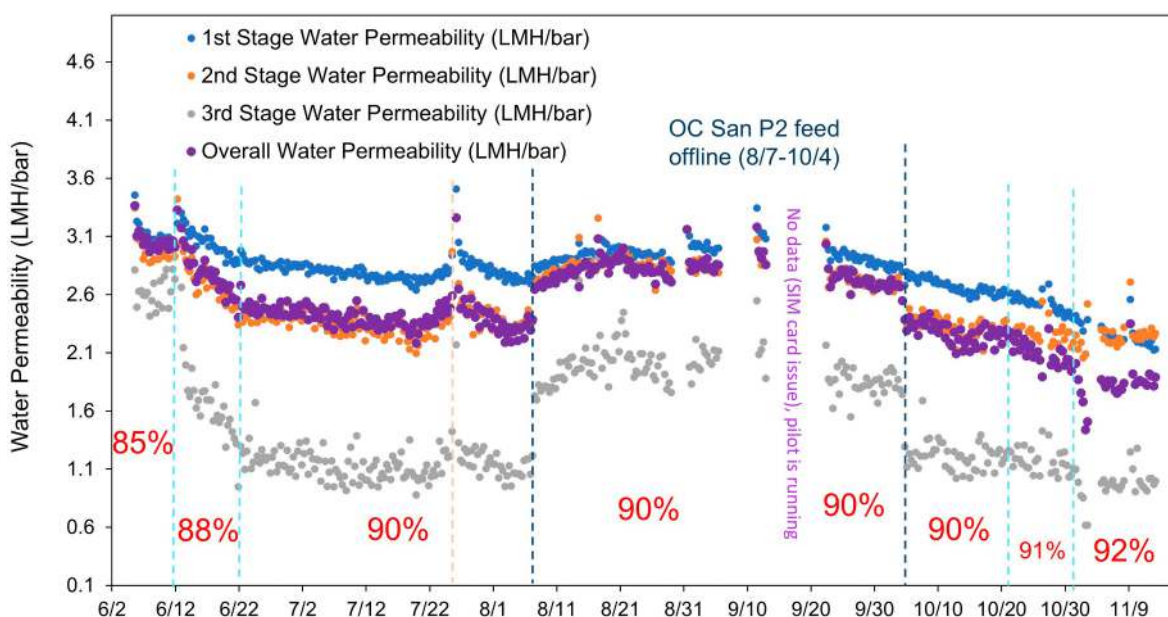 4.6
4.1
3.6
3.1
2.6
2.1
1.6
1.1
0.6
0.1
Water Permeability (LMH/bar)
1st Stage Water Permeability (LMH/bar)
2nd Stage Water Permeability (LMH/bar)
3rd Stage Water Permeability (LMH/bar)
Overall Water Permeability (LMH/bar)
OC San P2 feed
offline (8/7-10/4)
No data (SIM card issue), pilot is running
85%
88%
90%
90%
90%
90%
91%
92%
6/2 6/12 6/22 7/2 7/12 7/22 8/1 8/11 8/21 8/31 9/10 9/20 9/30 10/10 10/20 10/30 11/9